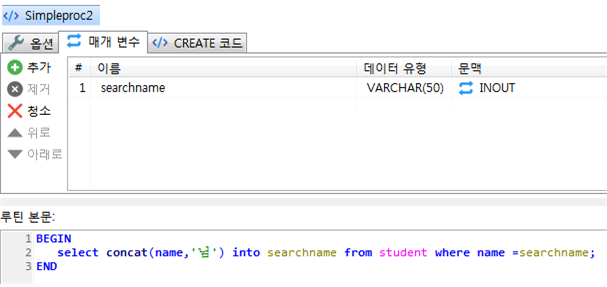 </> Simpleproc2
옵션 매개 변수 </> CREATE 코드
추가
제거
청소
위로
아래로
# 이름 데이터 유형 문맥
1 searchname VARCHAR(50) INOUT
루틴 본문:
1 BEGIN
2 select concat(name,'님') into searchname from student where name =searchname;
3 END